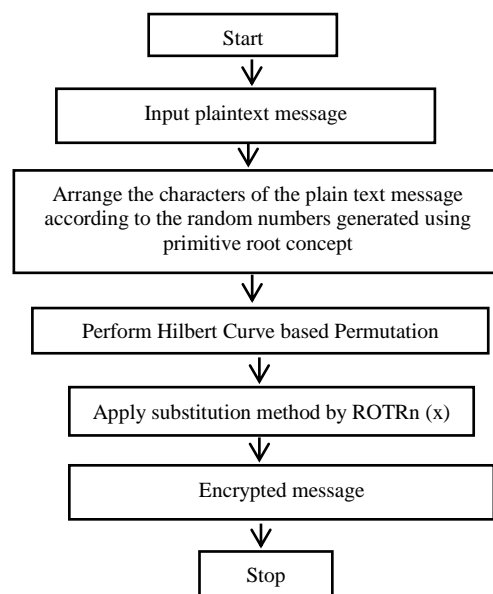 Start
Input plaintext message
Arrange the characters of the plain text message
according to the random numbers generated using
primitive root concept
Perform Hilbert Curve based Permutation
Apply substitution method by ROTRn (x)
Encrypted message
Stop